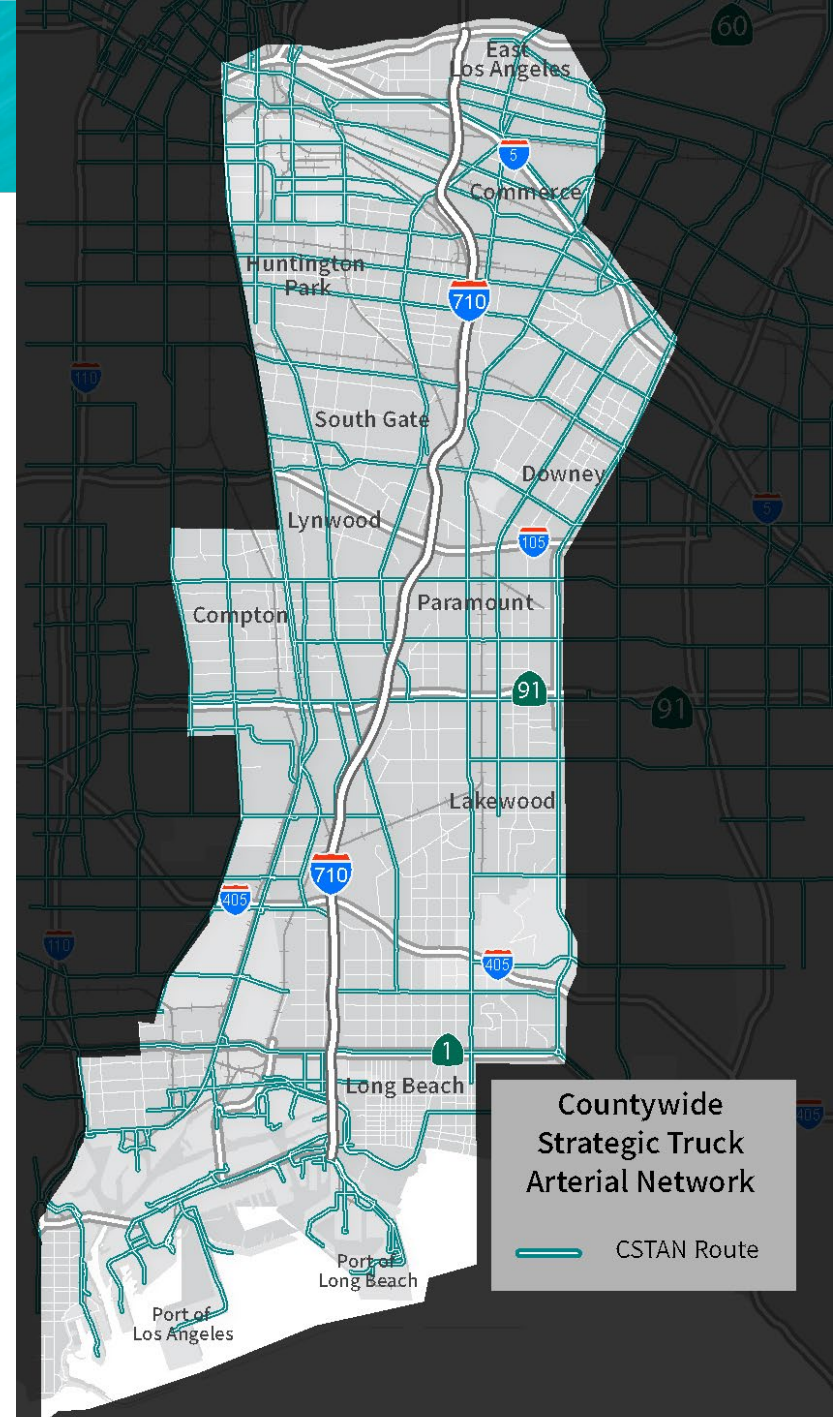 60
East
Los Angeles
5
Commerce
Huntington
Park
710
110
South Gate
Downey
5
Lynwood
105
Compton
Paramount
91
91
Lakewood
710
405
110
405
1
Long Beach
Countywide
Strategic Truck
Arterial Network
CSTAN Route
405
Port of
Long Beach
Port of
Los Angeles